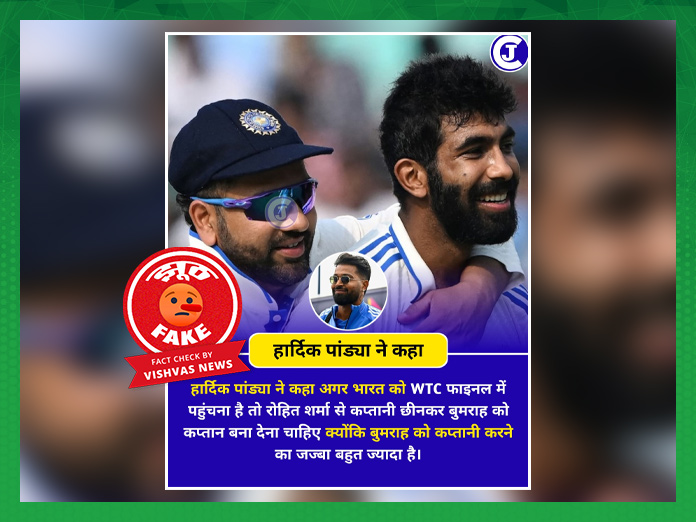 झूठ
FAKE
FACT CHECK BY
VISHVAS NEWS
हार्दिक पांड्या ने कहा
हार्दिक पांड्या ने कहा अगर भारत को WTC फाइनल में
पहुंचना है तो रोहित शर्मा से कप्तानी छीनकर बुमराह को
कप्तान बना देना चाहिए क्योंकि बुमराह को कप्तानी करने
का जज्बा बहुत ज्यादा है।